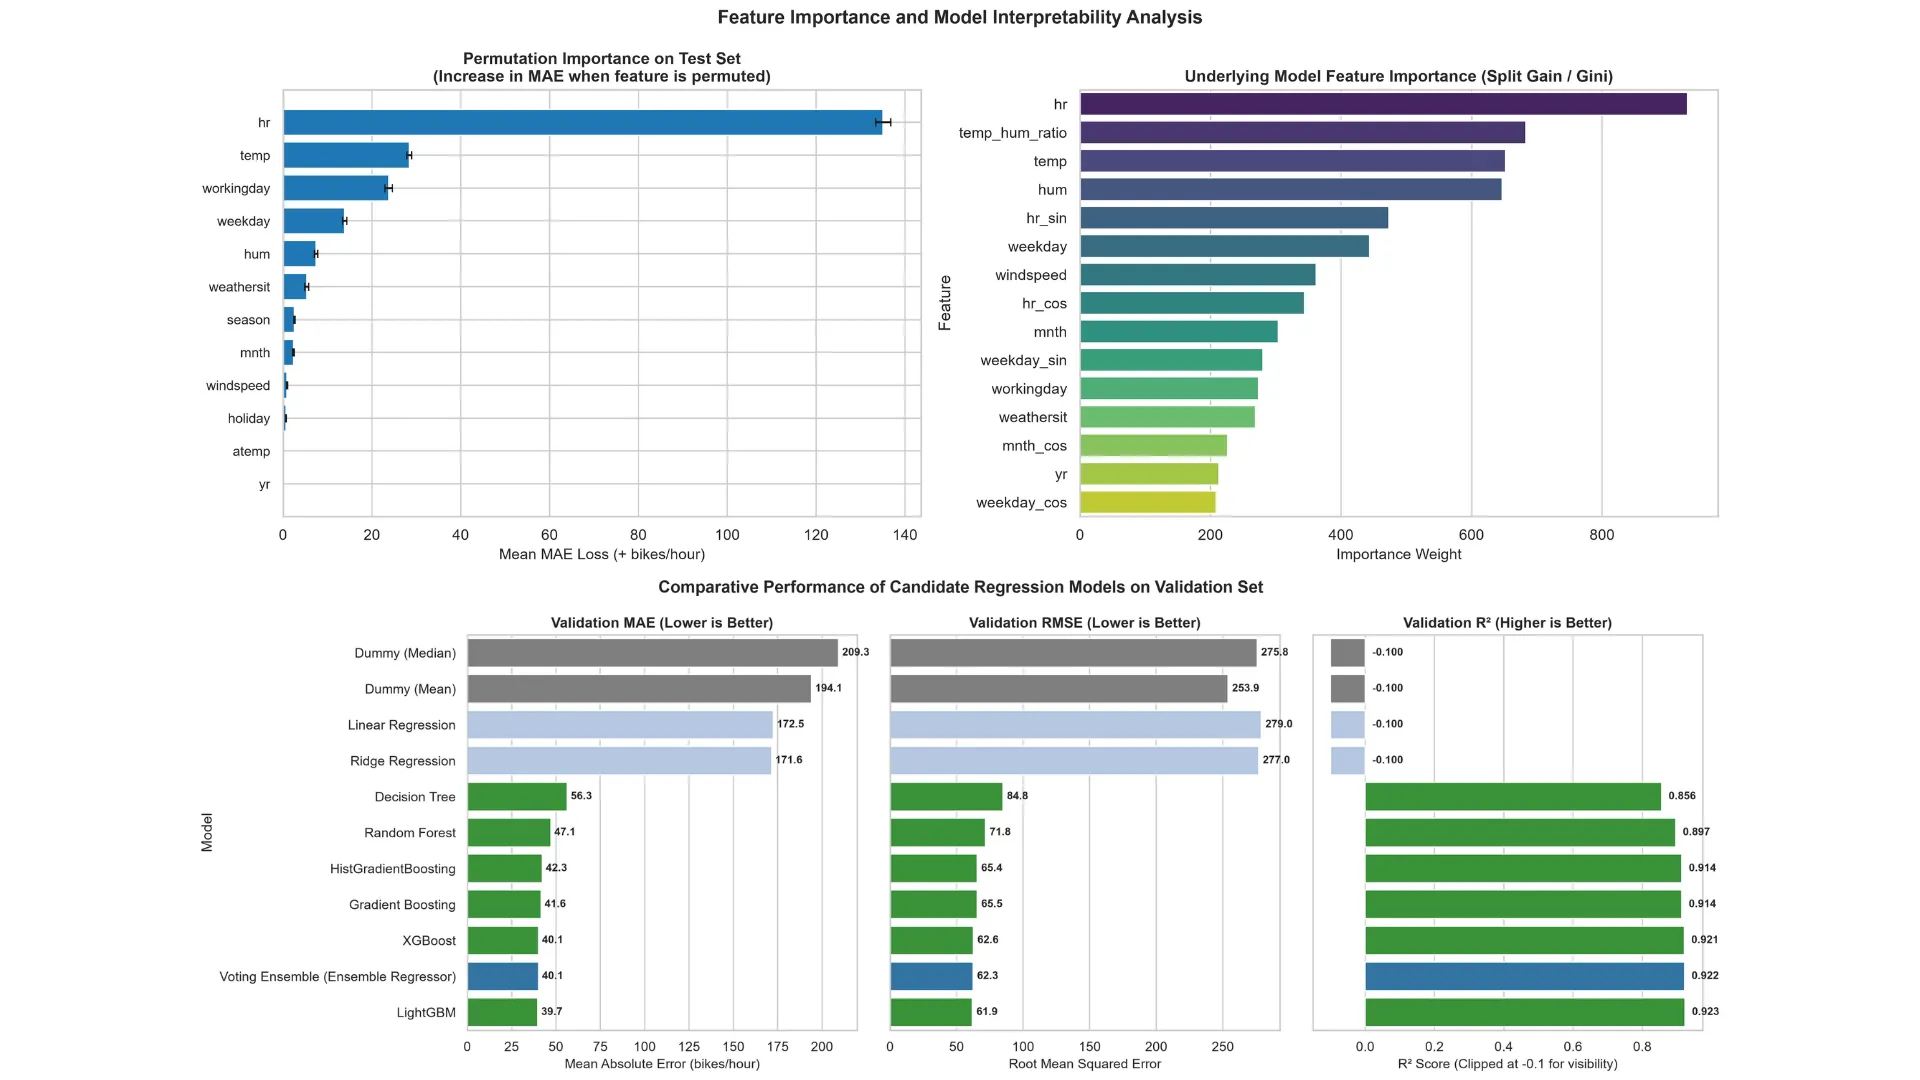 Feature Importance and Model Interpretability Analysis
Permutation Importance on Test Set
(Increase in MAE when feature is permuted)
hr
temp
workingday
weekday
hum
weathersit
season
mnth
windspeed
holiday
atemp
yr
0 20 40 60 80 100 120 140
Mean MAE Loss (+ bikes/hour)
Underlying Model Feature Importance (Split Gain / Gini)
Feature
hr
temp_hum_ratio
temp
hum
hr_sin
weekday
windspeed
hr_cos
mnth
weekday_sin
workingday
weathersit
mnth_cos
yr
weekday_cos
0 200 400 600 800
Importance Weight
Comparative Performance of Candidate Regression Models on Validation Set
Validation MAE (Lower is Better) Validation RMSE (Lower is Better) Validation R² (Higher is Better)
Model
Dummy (Median) 209.3 275.8 -0.100
Dummy (Mean) 194.1 253.9 -0.100
Linear Regression 172.5 279.0 -0.100
Ridge Regression 171.6 277.0 -0.100
Decision Tree 56.3 84.8 0.856
Random Forest 47.1 71.8 0.897
HistGradientBoosting 42.3 65.4 0.914
Gradient Boosting 41.6 65.5 0.914
XGBoost 40.1 62.6 0.921
Voting Ensemble (Ensemble Regressor) 40.1 62.3 0.922
LightGBM 39.7 61.9 0.923
0 25 50 75 100 125 150 175 200 0 50 100 150 200 250 0.0 0.2 0.4 0.6 0.8
Mean Absolute Error (bikes/hour) Root Mean Squared Error R² Score (Clipped at -0.1 for visibility)